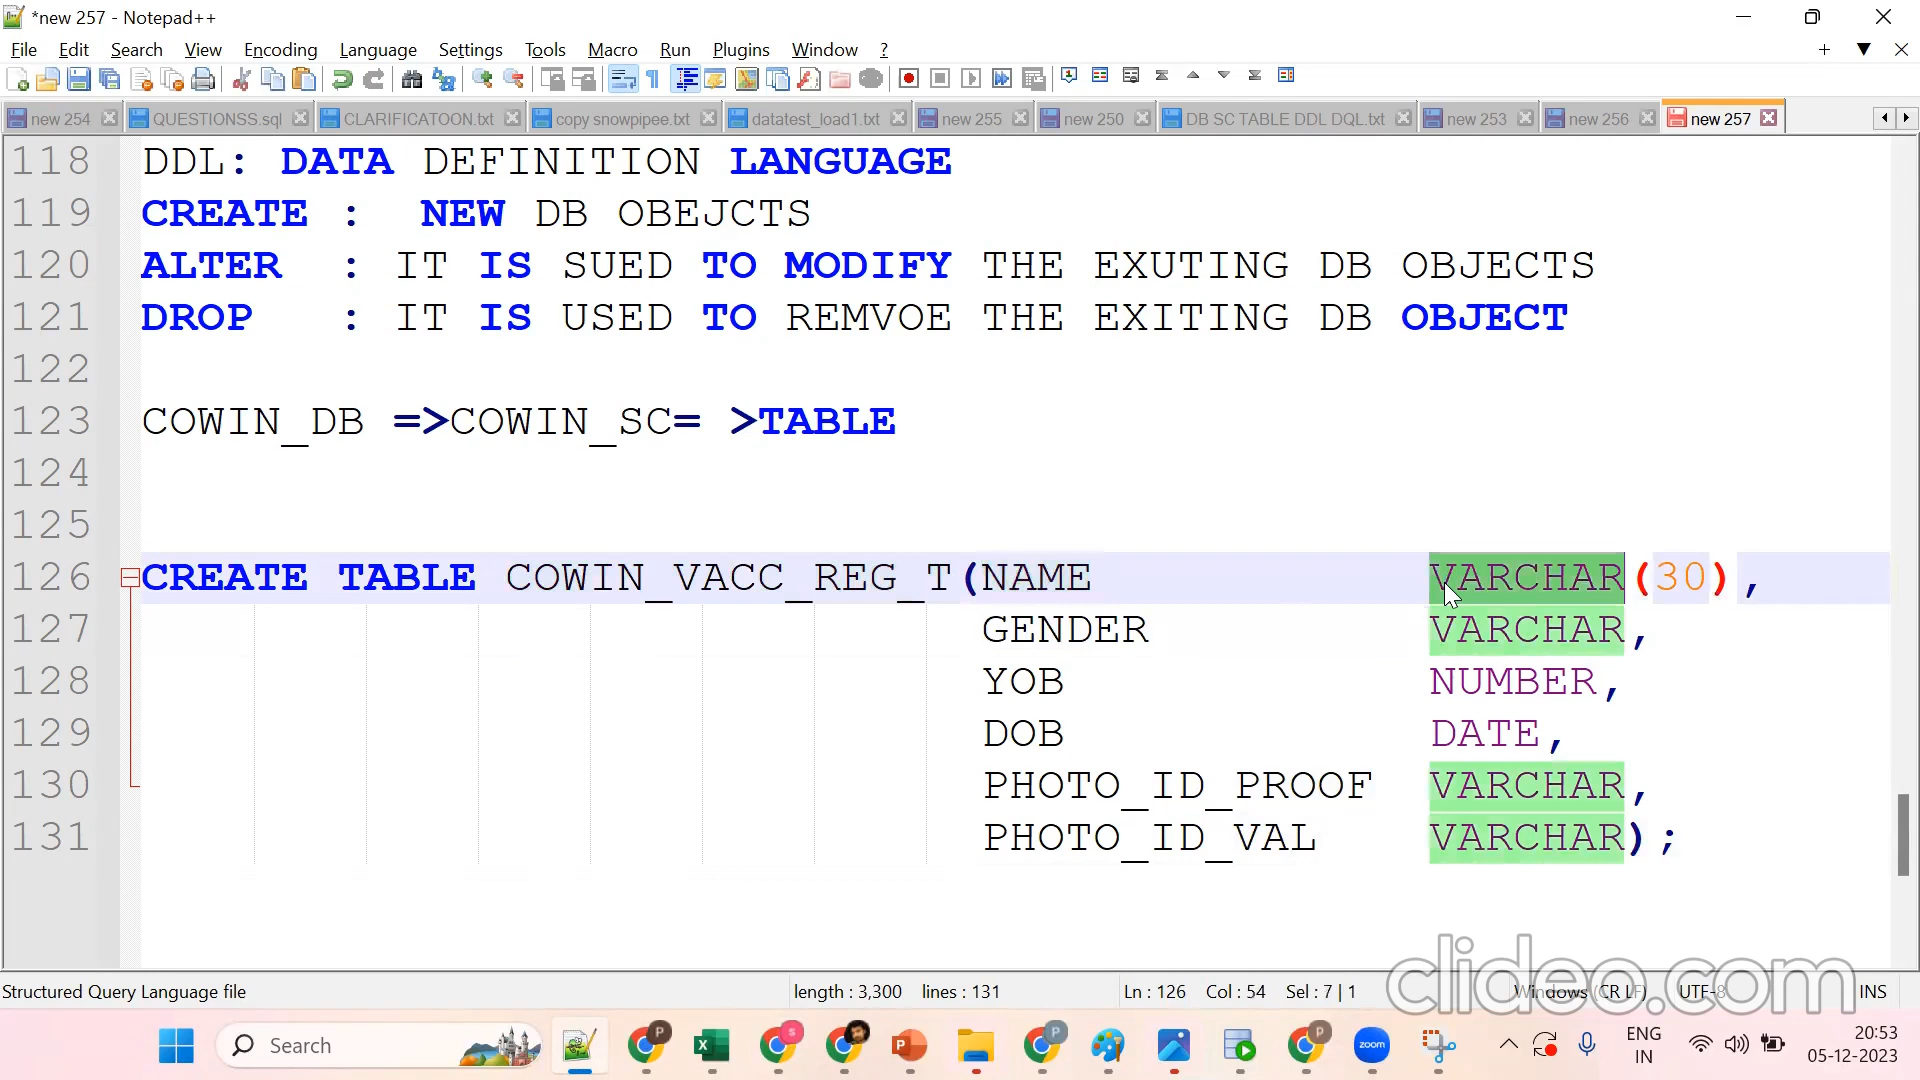 *new 257 - Notepad++
File Edit Search View Encoding Language Settings Tools Macro Run Plugins Window ?
new 254 QUESTIONSS.sql CLARIFICATOON.txt copy snowpipee.txt datatest_load1.txt new 255 new 250 DB SC TABLE DDL DQL.txt new 253 new 256 new 257
118 DDL: DATA DEFINITION LANGUAGE
119 CREATE : NEW DB OBEJCTS
120 ALTER : IT IS SUED TO MODIFY THE EXUTING DB OBJECTS
121 DROP : IT IS USED TO REMVOE THE EXITING DB OBJECT
122
123 COWIN_DB =>COWIN_SC= >TABLE
124
125
126 CREATE TABLE COWIN_VACC_REG_T(NAME VARCHAR(30),
127 GENDER VARCHAR,
128 YOB NUMBER,
129 DOB DATE,
130 PHOTO_ID_PROOF VARCHAR,
131 PHOTO_ID_VAL VARCHAR);
clideo.com
Structured Query Language file length : 3,300 lines : 131 Ln : 126 Col : 54 Sel : 7 | 1 Windows (CR LF) UTF-8 INS
Search
zoom
ENG
IN
20:53
05-12-2023